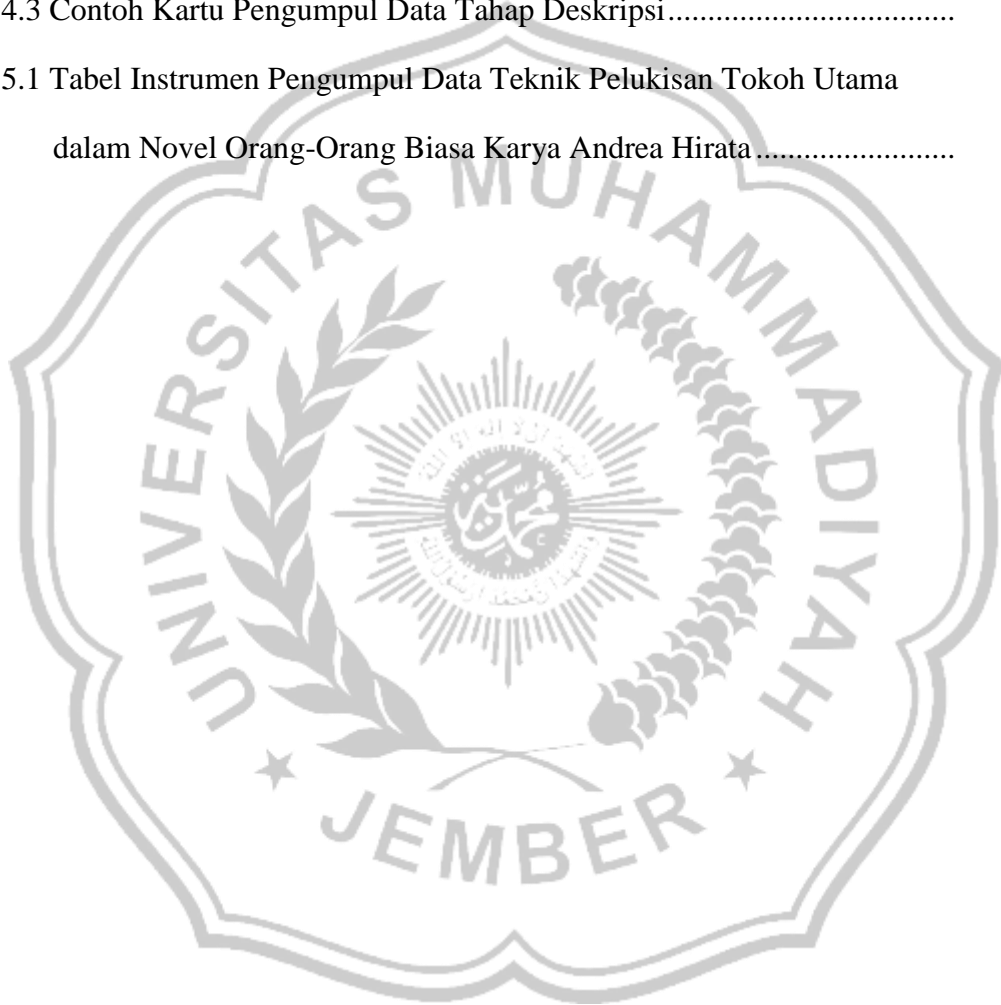 4.3 Contoh Kartu Pengumpul Data Tahap Deskripsi....................................
5.1 Tabel Instrumen Pengumpul Data Teknik Pelukisan Tokoh Utama
dalam Novel Orang-Orang Biasa Karya Andrea Hirata.........................
UNIVERSITAS MUHAMMADIYAH
JEMBER